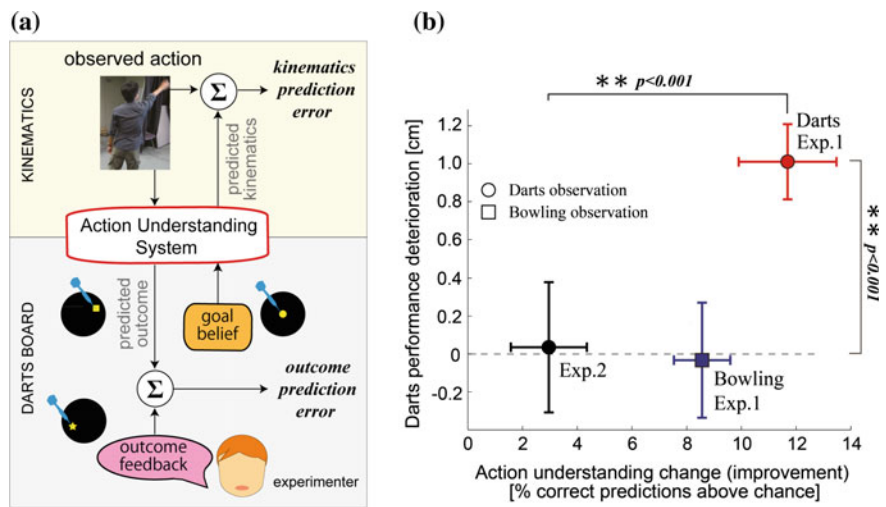 (a)
KINEMATICS
observed action
Σ
kinematics
prediction
error
predicted
kinematics
Action Understanding
System
DARTS BOARD
predicted
outcome
goal
belief
Σ
outcome
prediction
error
outcome
feedback
experimenter
(b)
** p<0.001
Darts performance deterioration [cm]
1.2
1.0
0.8
0.6
0.4
0.2
0
-0.2
Darts
Exp.1
Darts observation
Bowling observation
** p<0.001
Exp.2
Bowling
Exp.1
0 2 4 6 8 10 12 14
Action understanding change (improvement)
[% correct predictions above chance]